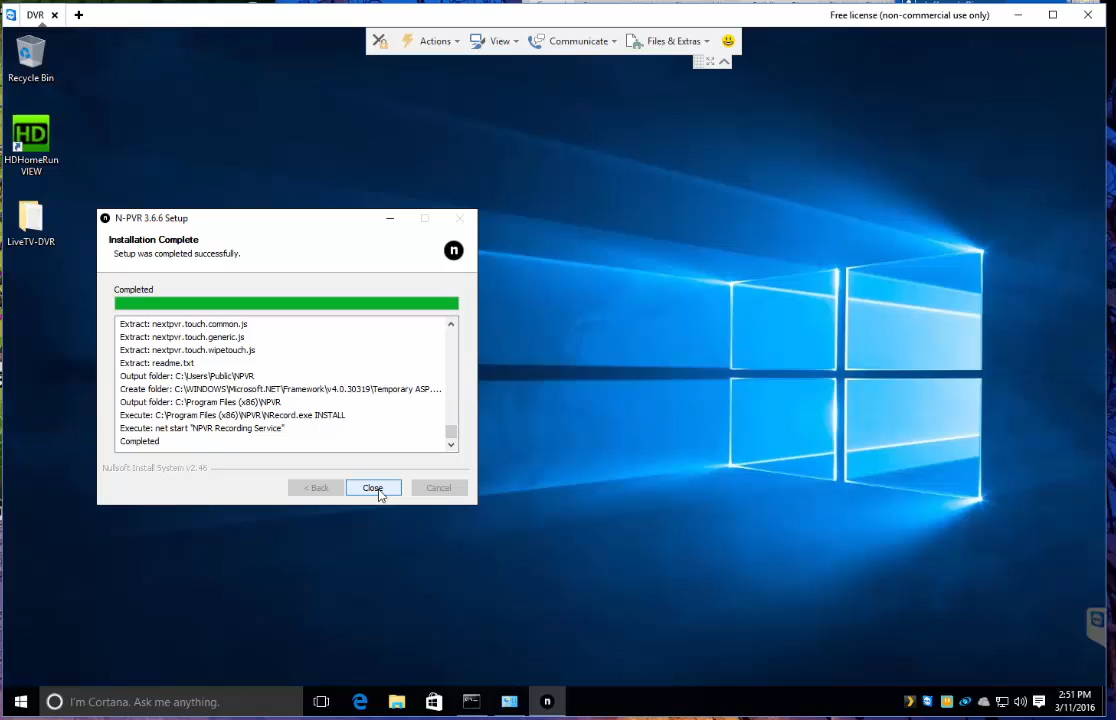 DVR
Free license (non-commercial use only)
Actions
View
Communicate
Files & Extras
Recycle Bin
HD
HDHomeRun
VIEW
LiveTV-DVR
n N-PVR 3.6.6 Setup
Installation Complete
Setup was completed successfully.
n
Completed
Extract: nextpvr.touch.common.js
Extract: nextpvr.touch.generic.js
Extract: nextpvr.touch.wipetouch.js
Extract: readme.txt
Output folder: C:\Users\Public\NPVR
Create folder: C:\WINDOWS\Microsoft.NET\Framework\v4.0.30319\Temporary ASP....
Output folder: C:\Program Files (x86)\NPVR
Execute: C:\Program Files (x86)\NPVR\NRecord.exe INSTALL
Execute: net start "NPVR Recording Service"
Completed
Nullsoft Install System v2.46
< Back
Close
Cancel
I'm Cortana. Ask me anything.
n
2:51 PM
3/11/2016